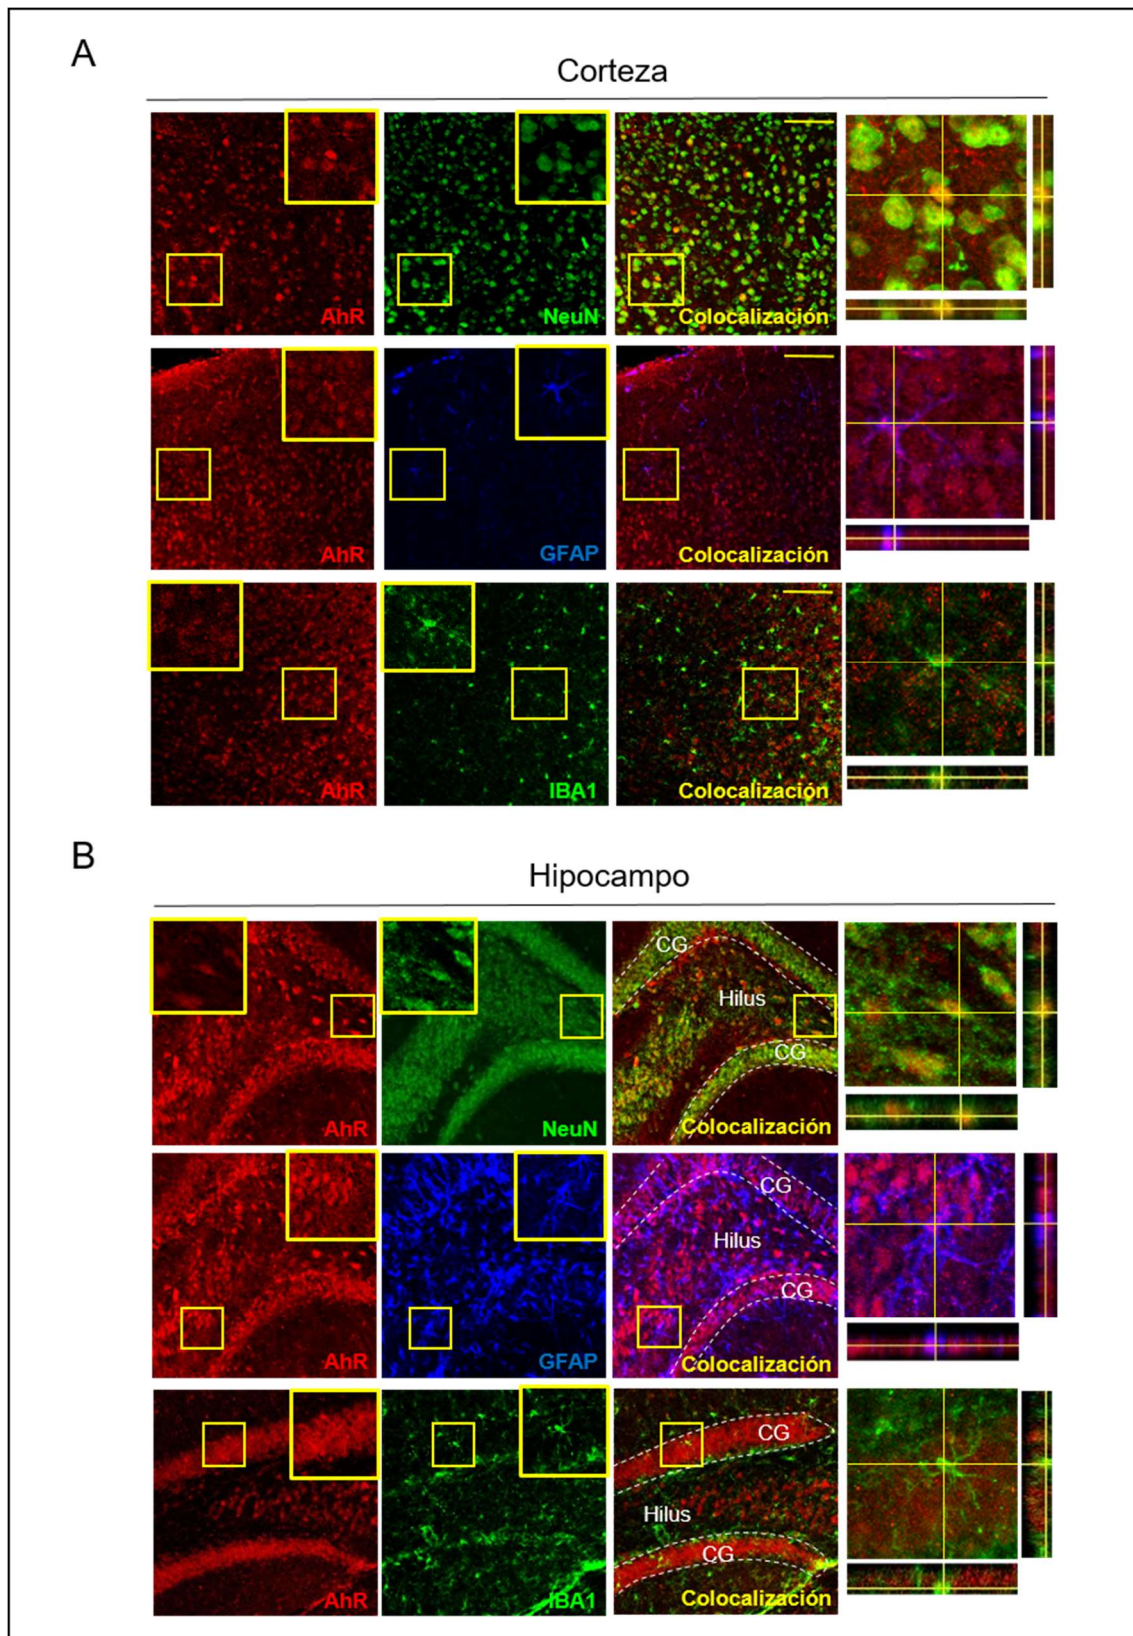 A
Corteza
AhR
NeuN
Colocalización
AhR
GFAP
Colocalización
AhR
IBA1
Colocalización
B
Hipocampo
CG
Hilus
CG
AhR
NeuN
Colocalización
CG
Hilus
CG
AhR
GFAP
Colocalización
CG
Hilus
CG
AhR
IBA1
Colocalización